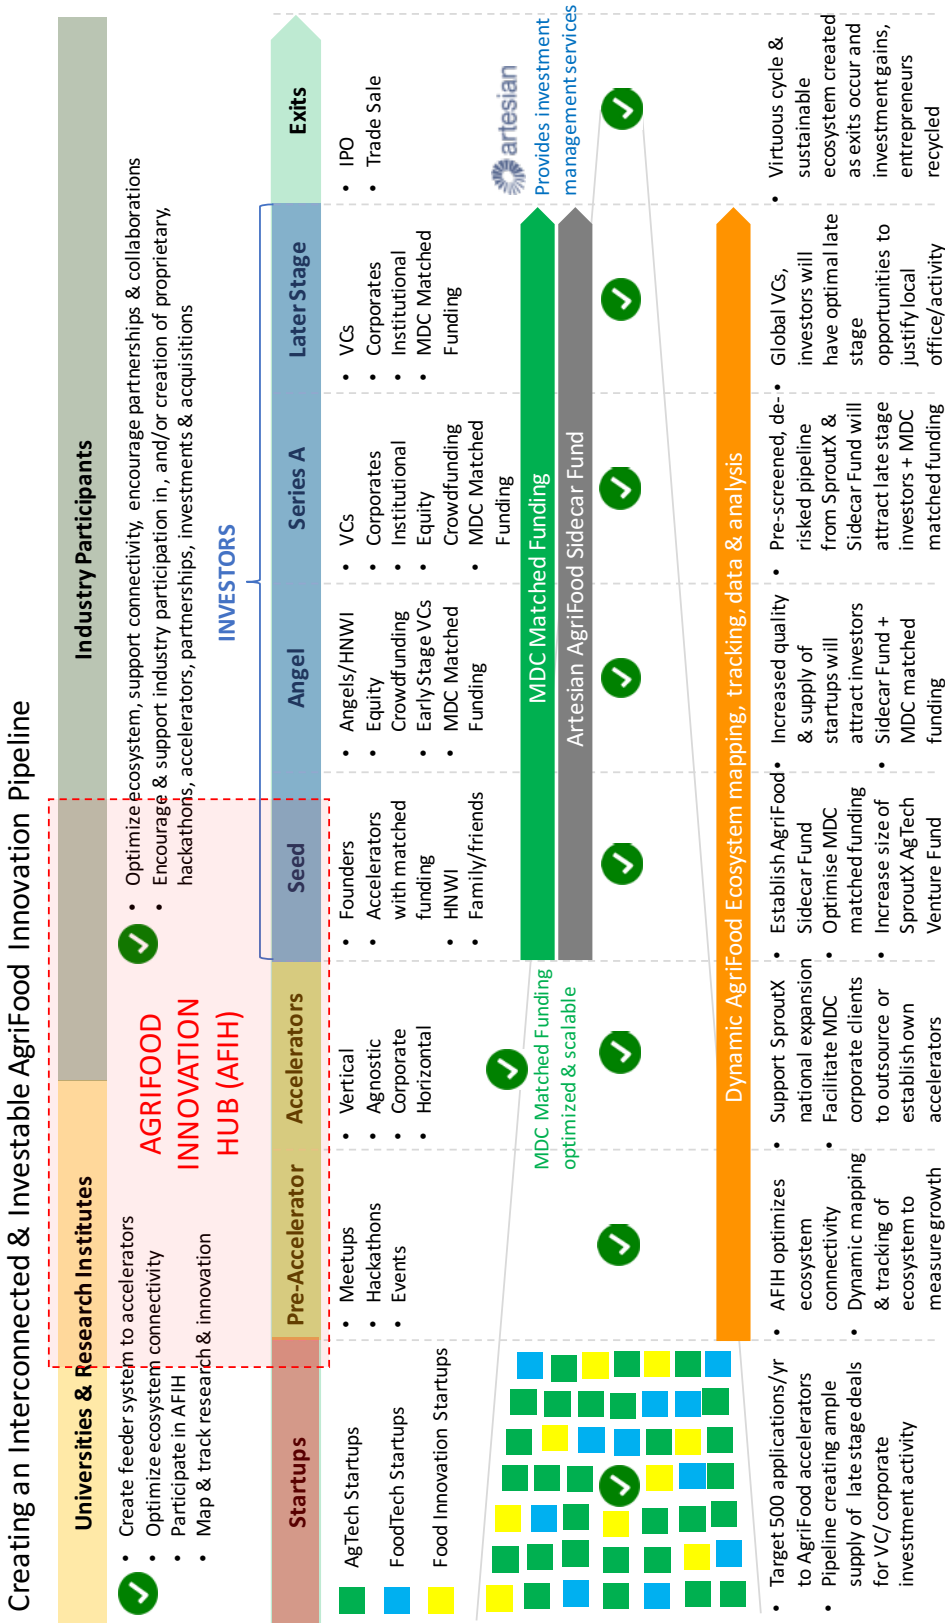 Creating an Interconnected & Investable AgriFood Innovation Pipeline
Universities & Research Institutes
Industry Participants
• Create feeder system to accelerators
• Optimize ecosystem connectivity
• Participate in AFIH
• Map & track research & innovation
AGRIFOOD
INNOVATION
HUB (AFIH)
• Optimize ecosystem, support connectivity, encourage partnerships & collaborations
• Encourage & support industry participation in, and/or creation of proprietary,
hackathons, accelerators, partnerships, investments & acquisitions
INVESTORS
Startups
Pre-Accelerator
Accelerators
Seed
Angel
Series A
Later Stage
Exits
AgTech Startups
FoodTech Startups
Food Innovation Startups
• Meetups
• Hackathons
• Events
• Vertical
• Agnostic
• Corporate
• Horizontal
• Founders
• Accelerators
with matched
funding
• HNWI
• Family/friends
• Angels/HNWI
• Equity
Crowdfunding
• Early Stage VCs
• MDC Matched
Funding
• VCs
• Corporates
• Institutional
• Equity
Crowdfunding
• MDC Matched
Funding
• VCs
• Corporates
• Institutional
• MDC Matched
Funding
• IPO
• Trade Sale
artesian
Provides investment
management services
MDC Matched Funding
optimized & scalable
MDC Matched Funding
Artesian AgriFood Sidecar Fund
Dynamic AgriFood Ecosystem mapping, tracking, data & analysis
• Target 500 applications/yr
to AgriFood accelerators
• Pipeline creating ample
supply of late stage deals
for VC/ corporate
investment activity
• AFIH optimizes
ecosystem
connectivity
• Dynamic mapping
& tracking of
ecosystem to
measure growth
• Support SproutX
national expansion
• Facilitate MDC
corporate clients
to outsource or
establish own
accelerators
• Establish AgriFood
Sidecar Fund
• Optimise MDC
matched funding
• Increase size of
SproutX AgTech
Venture Fund
• Increased quality
& supply of
startups will
attract investors
• Sidecar Fund +
MDC matched
funding
• Pre-screened, de-
risked pipeline
from SproutX &
Sidecar Fund will
attract late stage
investors + MDC
matched funding
• Global VCs,
investors will
have optimal late
stage
opportunities to
justify local
office/activity
• Virtuous cycle &
sustainable
ecosystem created
as exits occur and
investment gains,
entrepreneurs
recycled